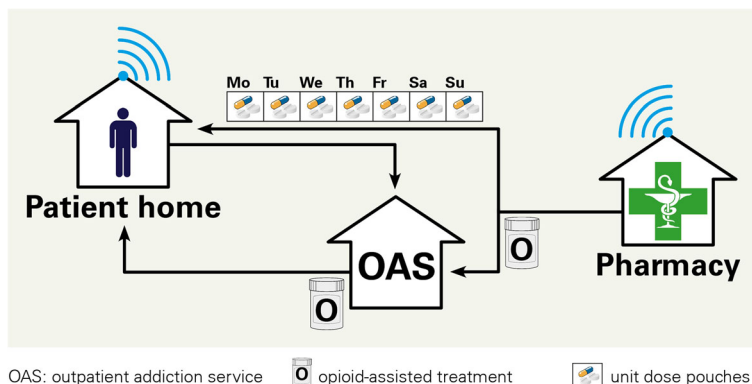 Mo Tu We Th Fr Sa Su
Patient home
O
OAS
Pharmacy
O
OAS: outpatient addiction service O opioid-assisted treatment unit dose pouches